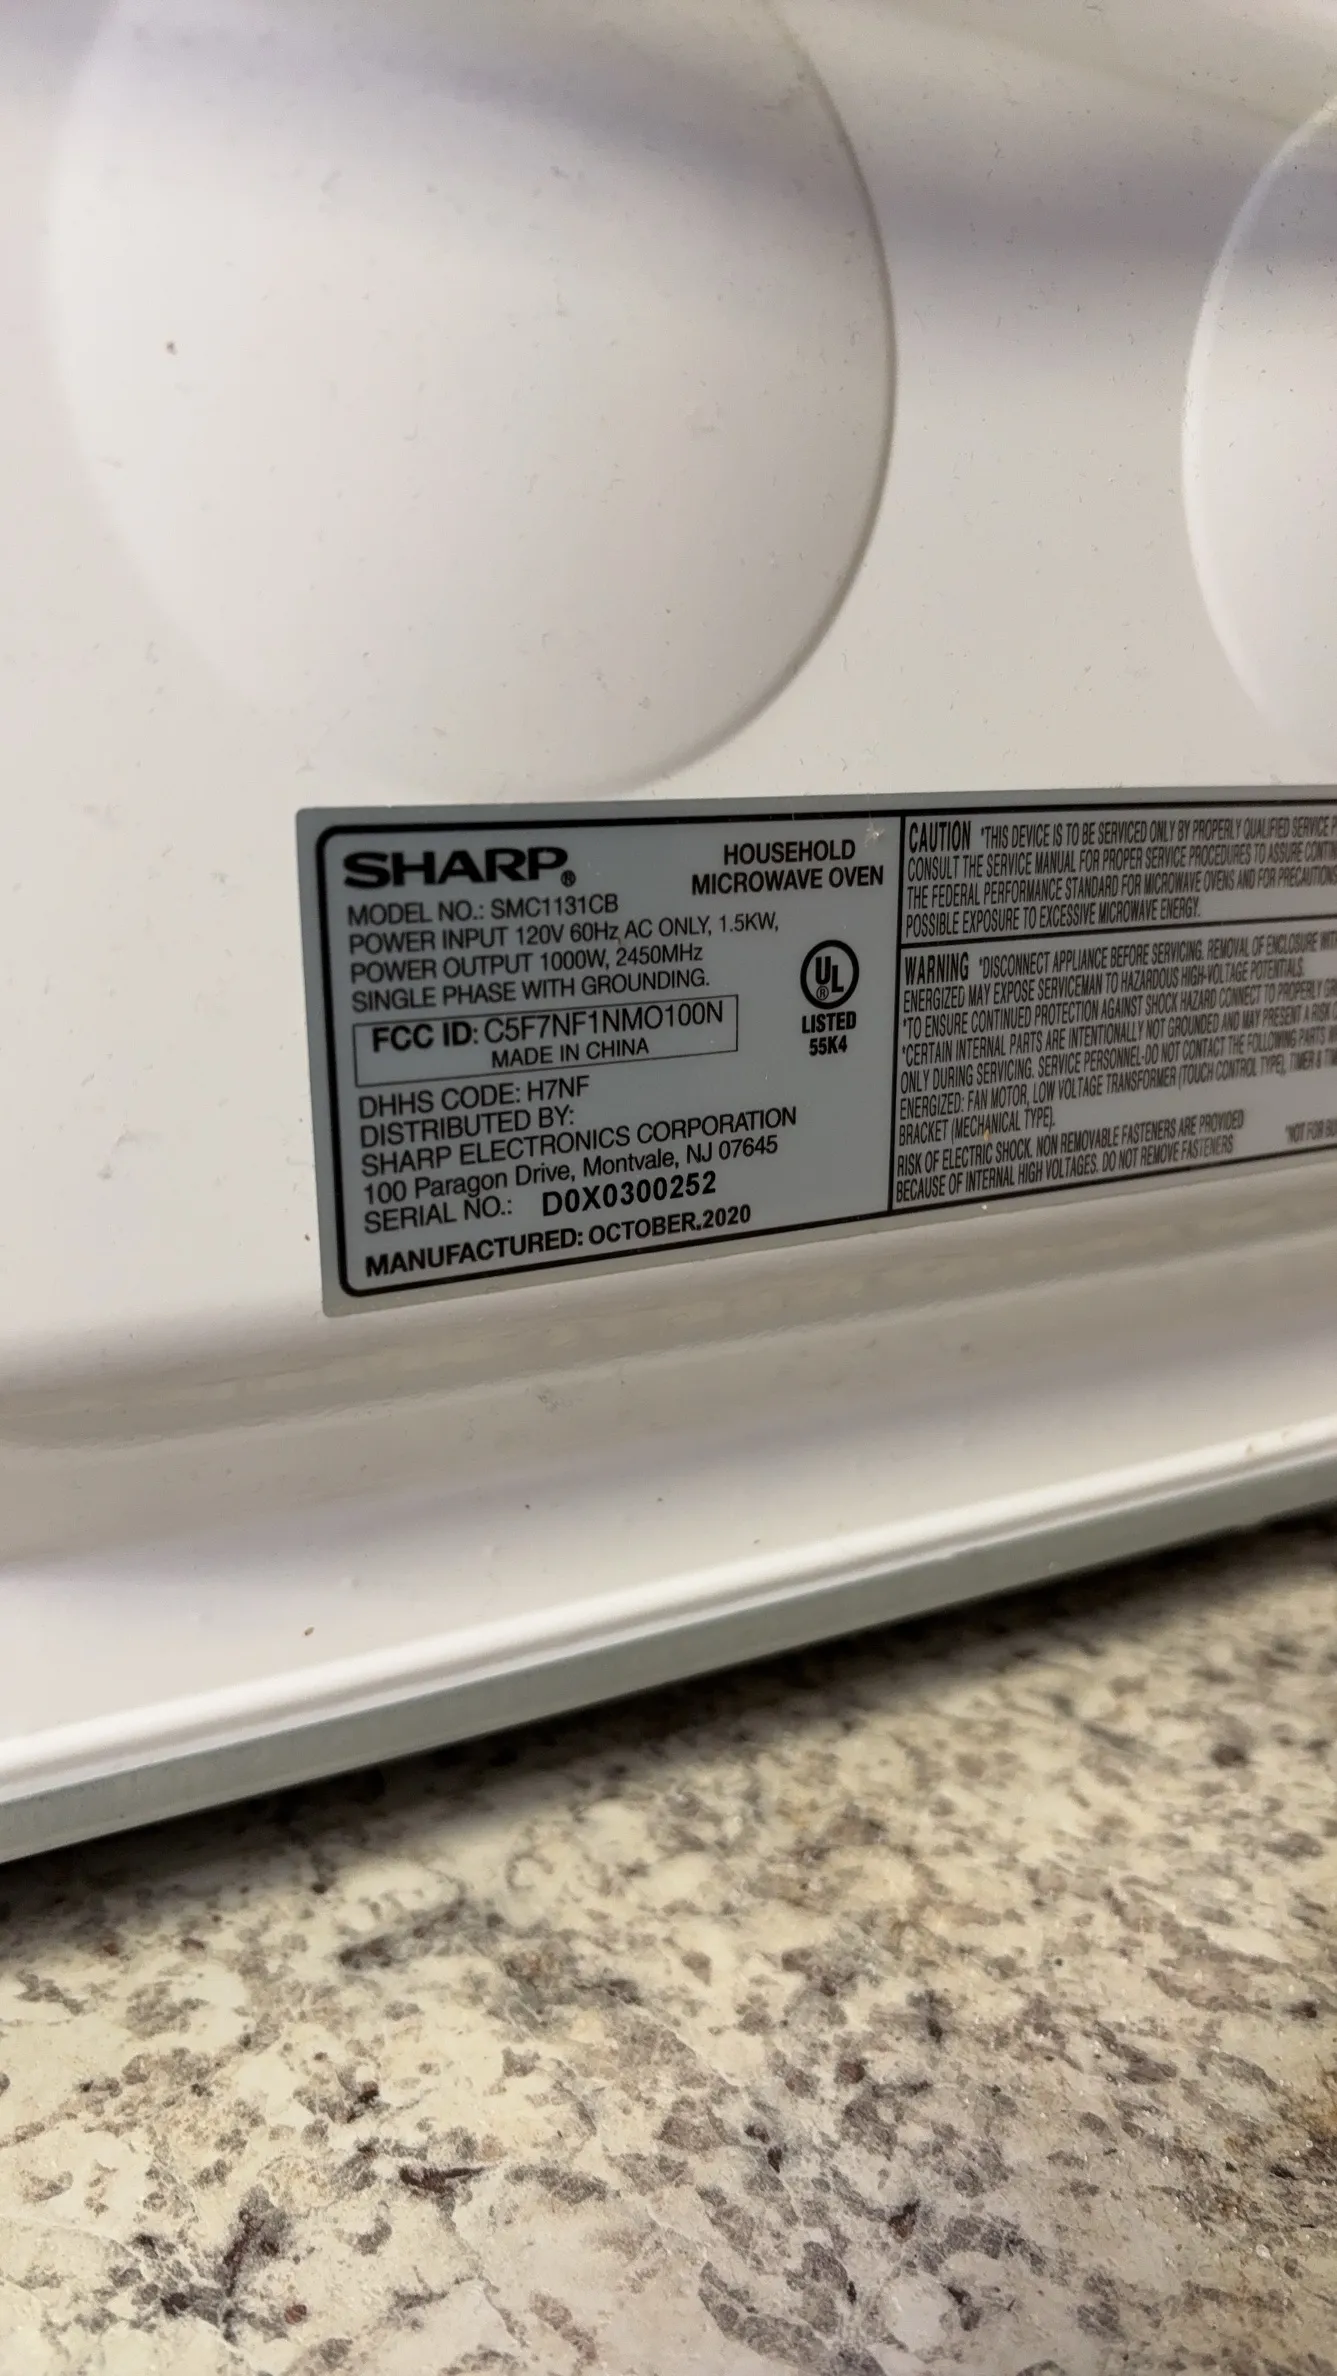 SHARP®
HOUSEHOLD
MICROWAVE OVEN
MODEL NO.: SMC1131CB
POWER INPUT 120V 60Hz AC ONLY, 1.5KW,
POWER OUTPUT 1000W, 2450MHz
SINGLE PHASE WITH GROUNDING.
FCC ID: C5F7NF1NMO100N
MADE IN CHINA
UL
®
LISTED
55K4
DHHS CODE: H7NF
DISTRIBUTED BY:
SHARP ELECTRONICS CORPORATION
100 Paragon Drive, Montvale, NJ 07645
SERIAL NO.: D0X0300252
MANUFACTURED: OCTOBER.2020
CAUTION "THIS DEVICE IS TO BE SERVICED ONLY BY PROPERLY QUALIFIED SERVICE
CONSULT THE SERVICE MANUAL FOR PROPER SERVICE PROCEDURES TO ASSURE
THE FEDERAL PERFORMANCE STANDARD FOR MICROWAVE OVENS AND FOR PRECAUTIONS
POSSIBLE EXPOSURE TO EXCESSIVE MICROWAVE ENERGY.
WARNING "DISCONNECT APPLIANCE BEFORE SERVICING. REMOVAL OF ENCLOSURE
ENERGIZED MAY EXPOSE SERVICEMAN TO HAZARDOUS HIGH-VOLTAGE POTENTIALS.
"TO ENSURE CONTINUED PROTECTION AGAINST SHOCK HAZARD CONNECT TO PROPERLY
"CERTAIN INTERNAL PARTS ARE INTENTIONALLY NOT GROUNDED AND MAY PRESENT A
ONLY DURING SERVICING. SERVICE PERSONNEL-DO NOT CONTACT THE FOLLOWING PARTS
ENERGIZED: FAN MOTOR, LOW VOLTAGE TRANSFORMER (TOUCH CONTROL TYPE), TIMER &
BRACKET (MECHANICAL TYPE).
RISK OF ELECTRIC SHOCK. NON REMOVABLE FASTENERS ARE PROVIDED
BECAUSE OF INTERNAL HIGH VOLTAGES. DO NOT REMOVE FASTENERS
"NOT FOR